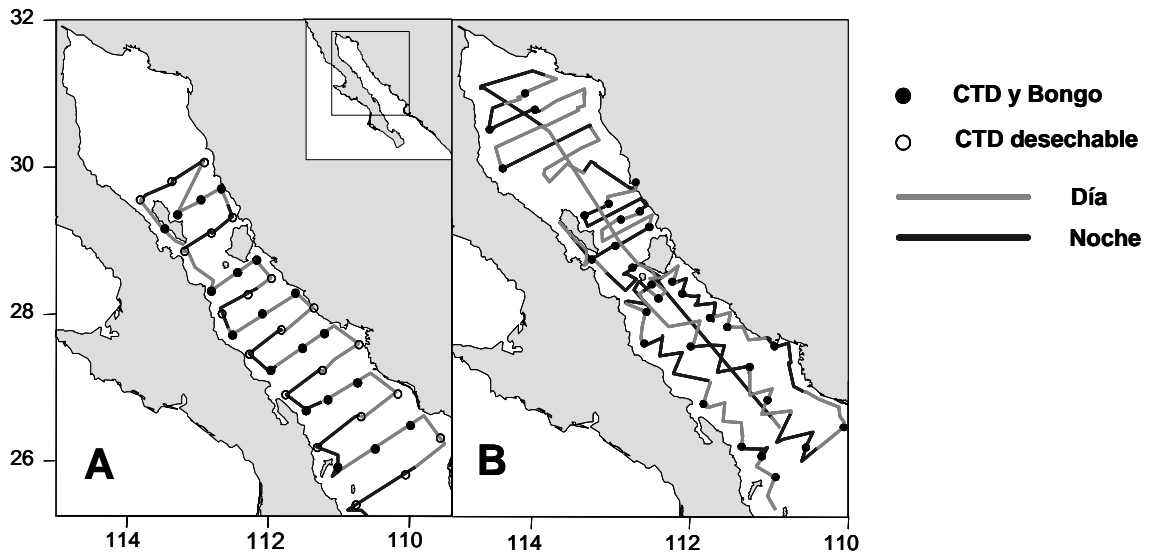 32
30
28
26
A
B
114
112
110
114
112
110
CTD y Bongo
CTD desechable
Día
Noche